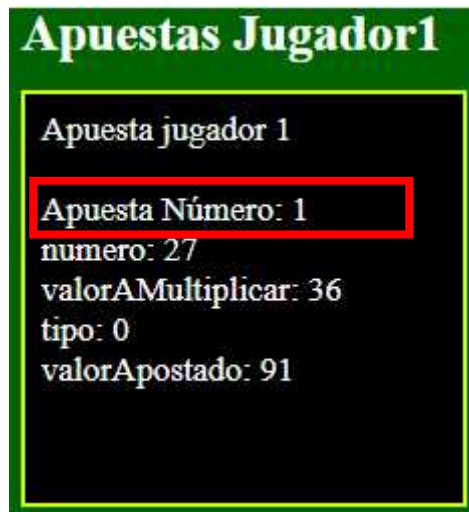 Apuestas Jugador1
Apuesta jugador 1
Apuesta Número: 1
numero: 27
valorAMultiplicar: 36
tipo: 0
valorApostado: 91